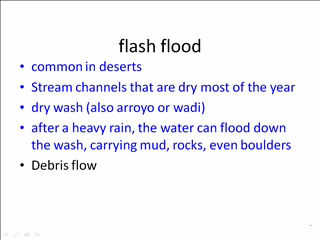 flash flood
• common in deserts
• Stream channels that are dry most of the year
• dry wash (also arroyo or wadi)
• after a heavy rain, the water can flood down
the wash, carrying mud, rocks, even boulders
• Debris flow